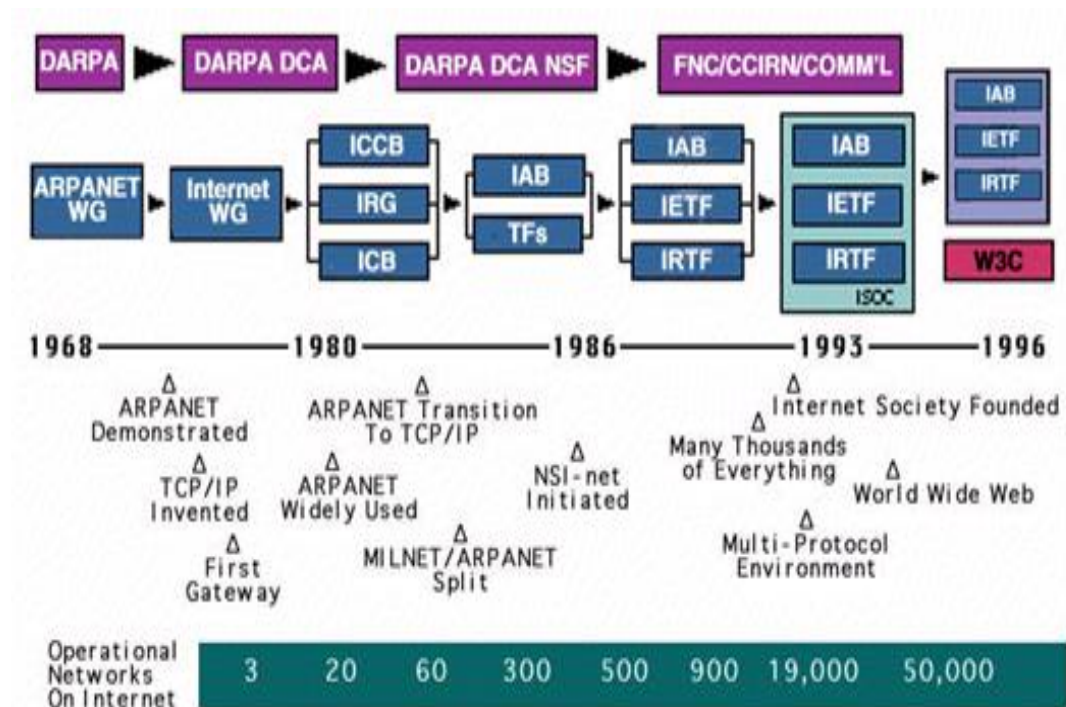 DARPA
DARPA DCA
DARPA DCA NSF
FNC/CCIRN/COMM'L
IAB
IETF
IRTF
ARPANET
WG
Internet
WG
ICCB
IRG
ICB
IAB
TFs
IAB
IETF
IRTF
IAB
IETF
IRTF
ISOC
W3C
1968
1980
1986
1993
1996
ARPANET
Demonstrated
TCP/IP
Invented
First
Gateway
ARPANET Transition
To TCP/IP
ARPANET
Widely Used
MILNET/ARPANET
Split
NSI-net
Initiated
Internet Society Founded
Many Thousands
of Everything
World Wide Web
Multi-Protocol
Environment
Operational
Networks
On Internet
3 20 60 300 500 900 19,000 50,000